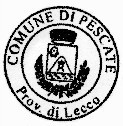 COMUNE DI PESCATE
Prov. di Lecco